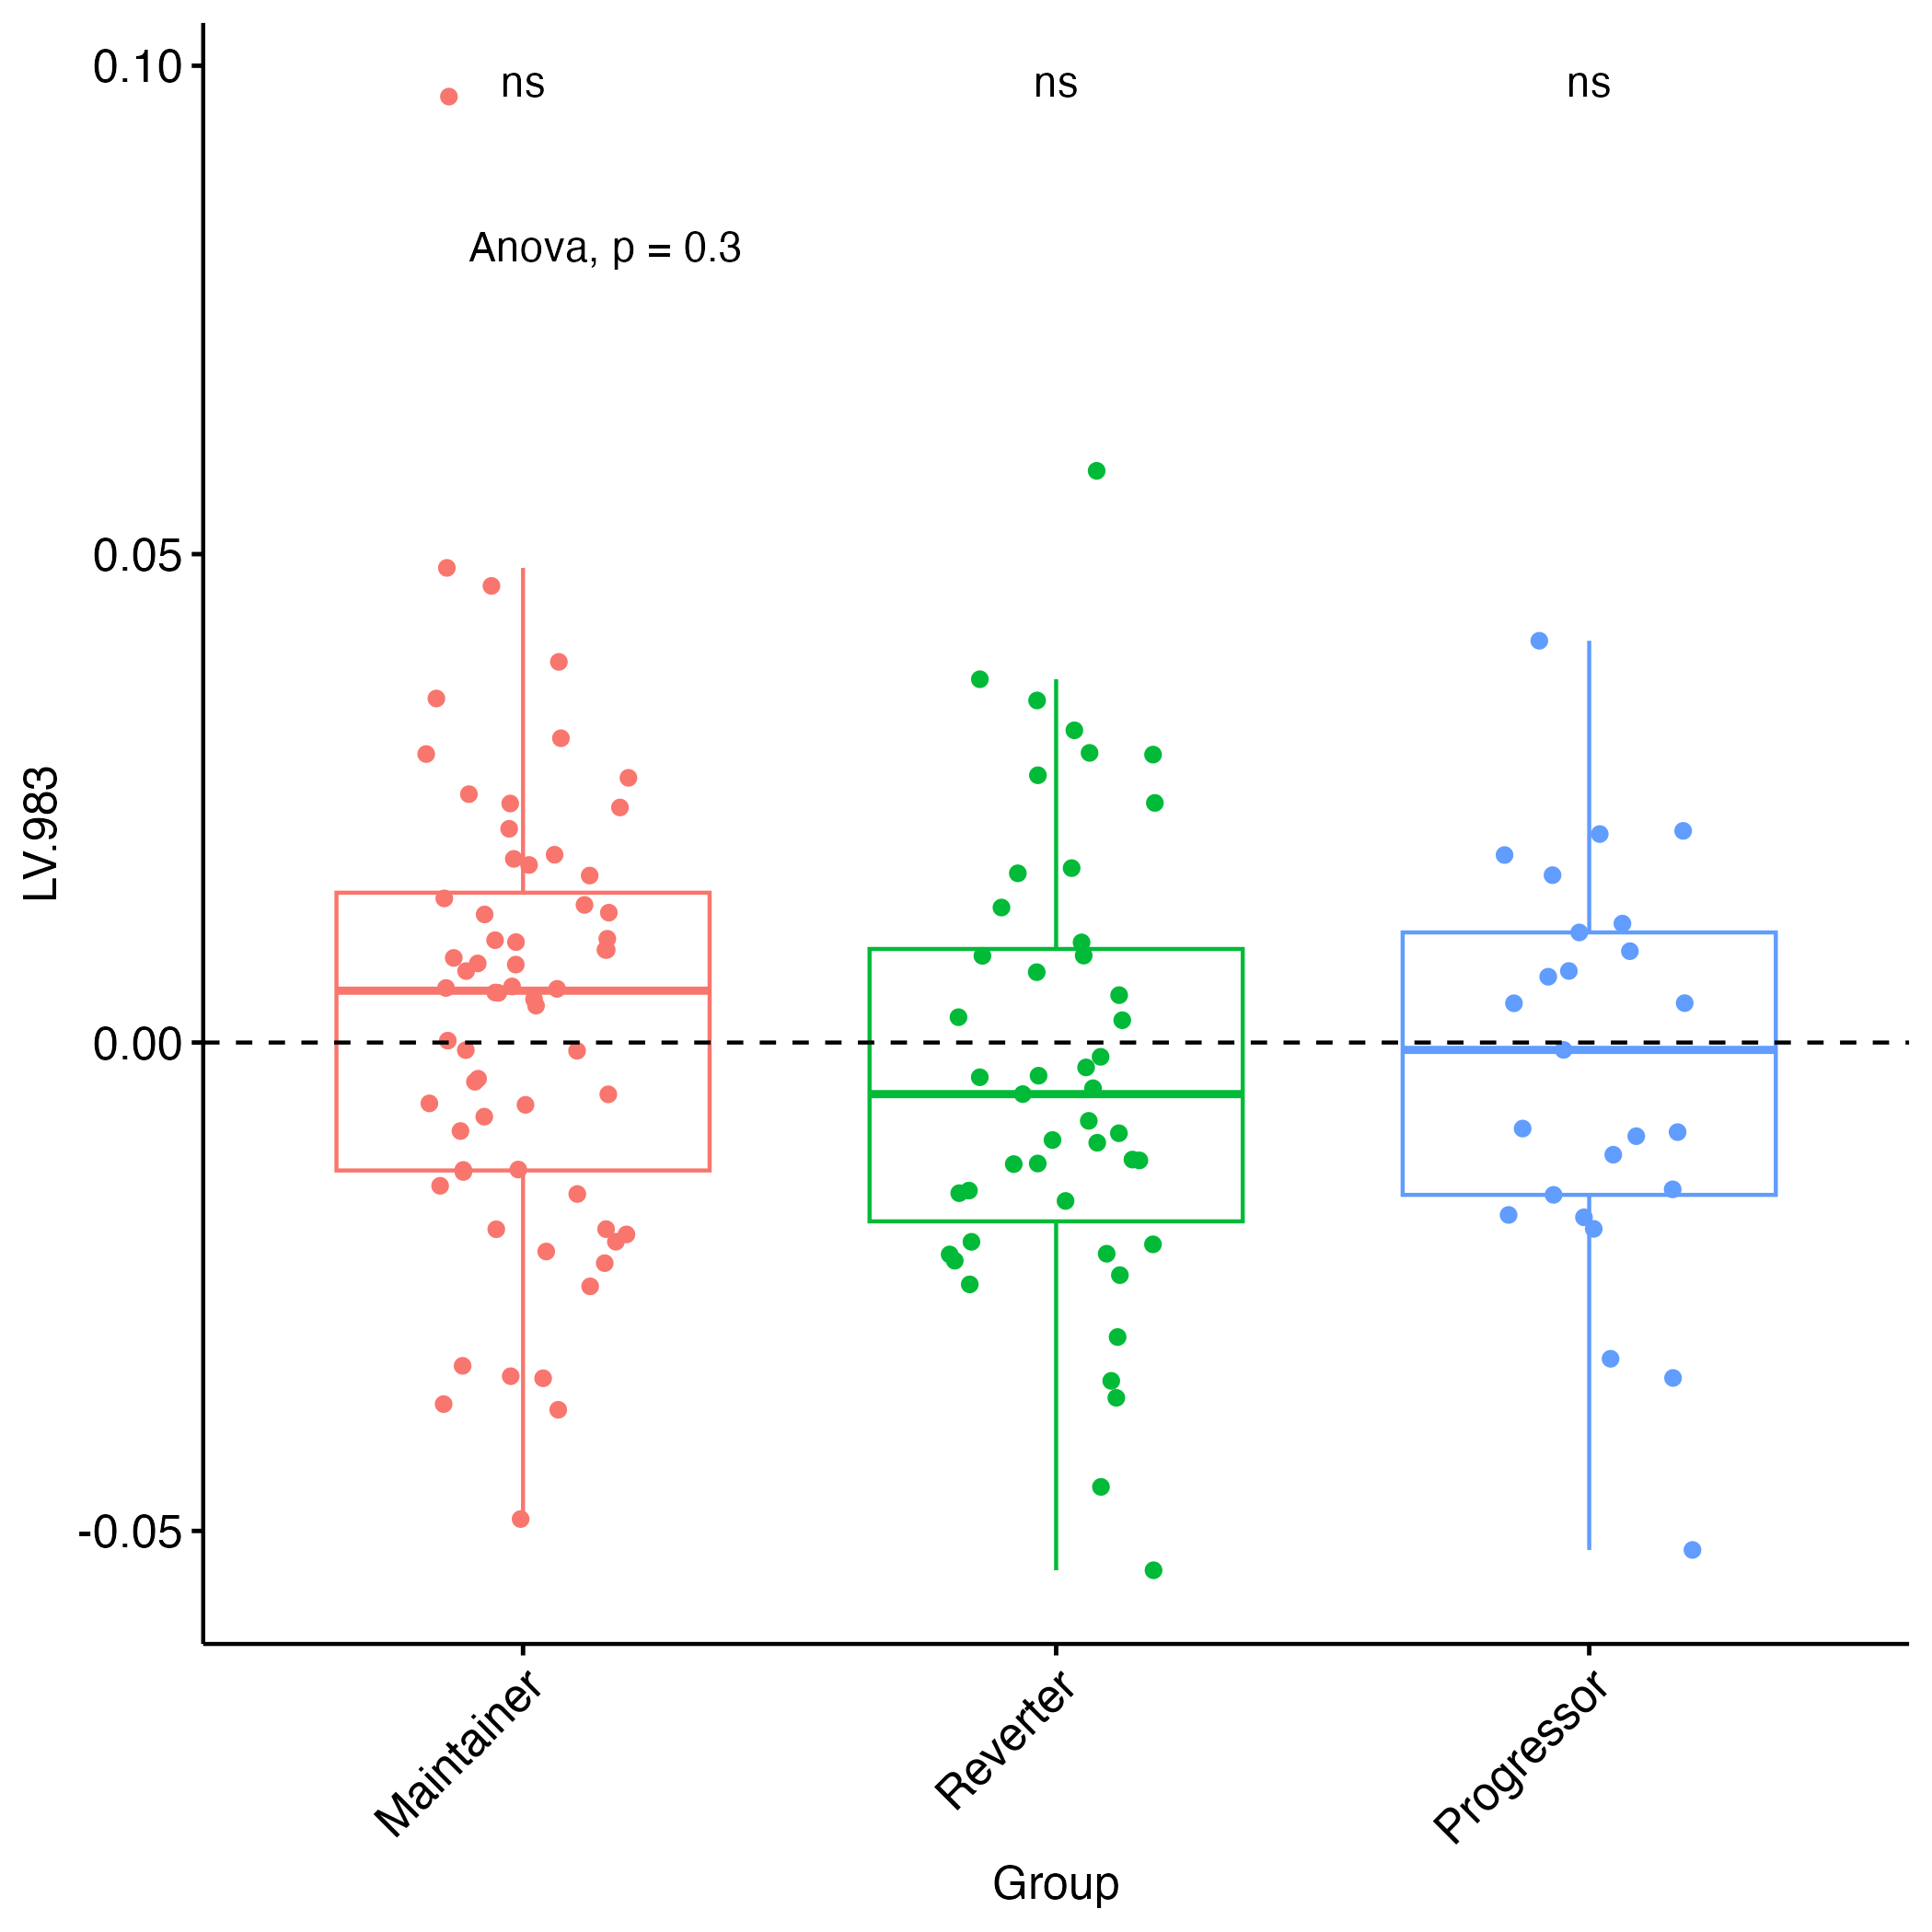 0.10
0.05
0.00
-0.05
LV.983
ns
ns
ns
Anova, p = 0.3
Maintainer
Reverter
Progressor
Group